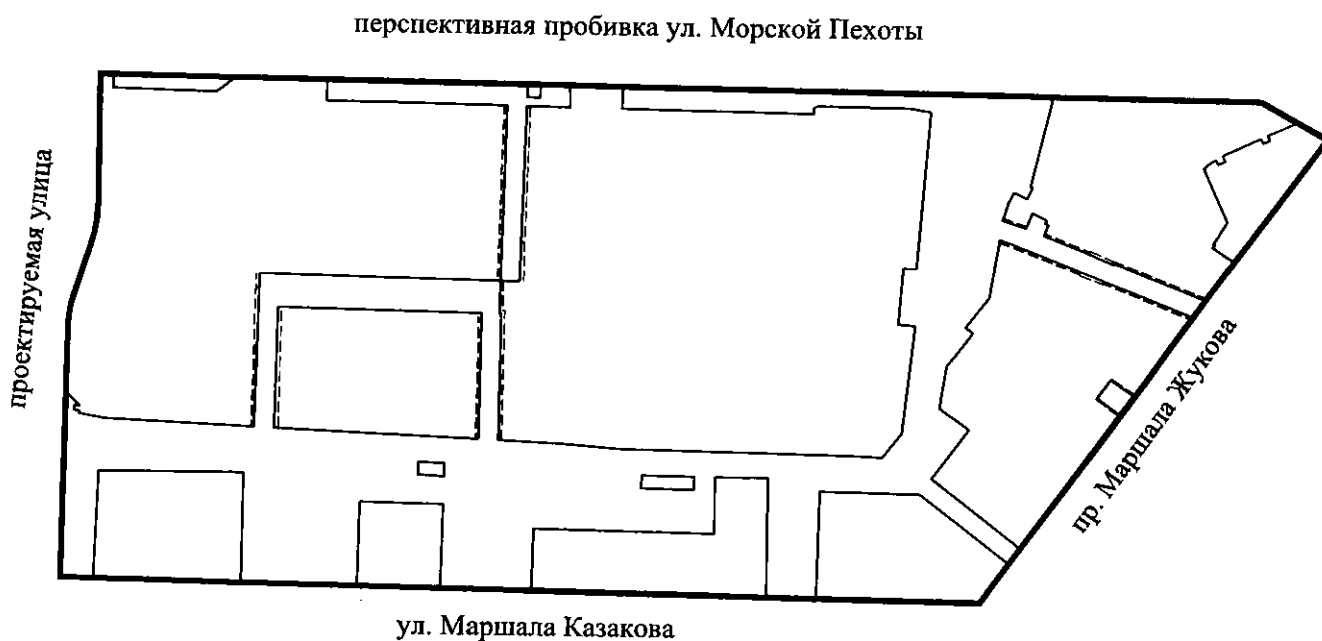 перспективная пробивка ул. Морской Пехоты
проектируемая улица
пр. Маршала Жукова
ул. Маршала Казакова